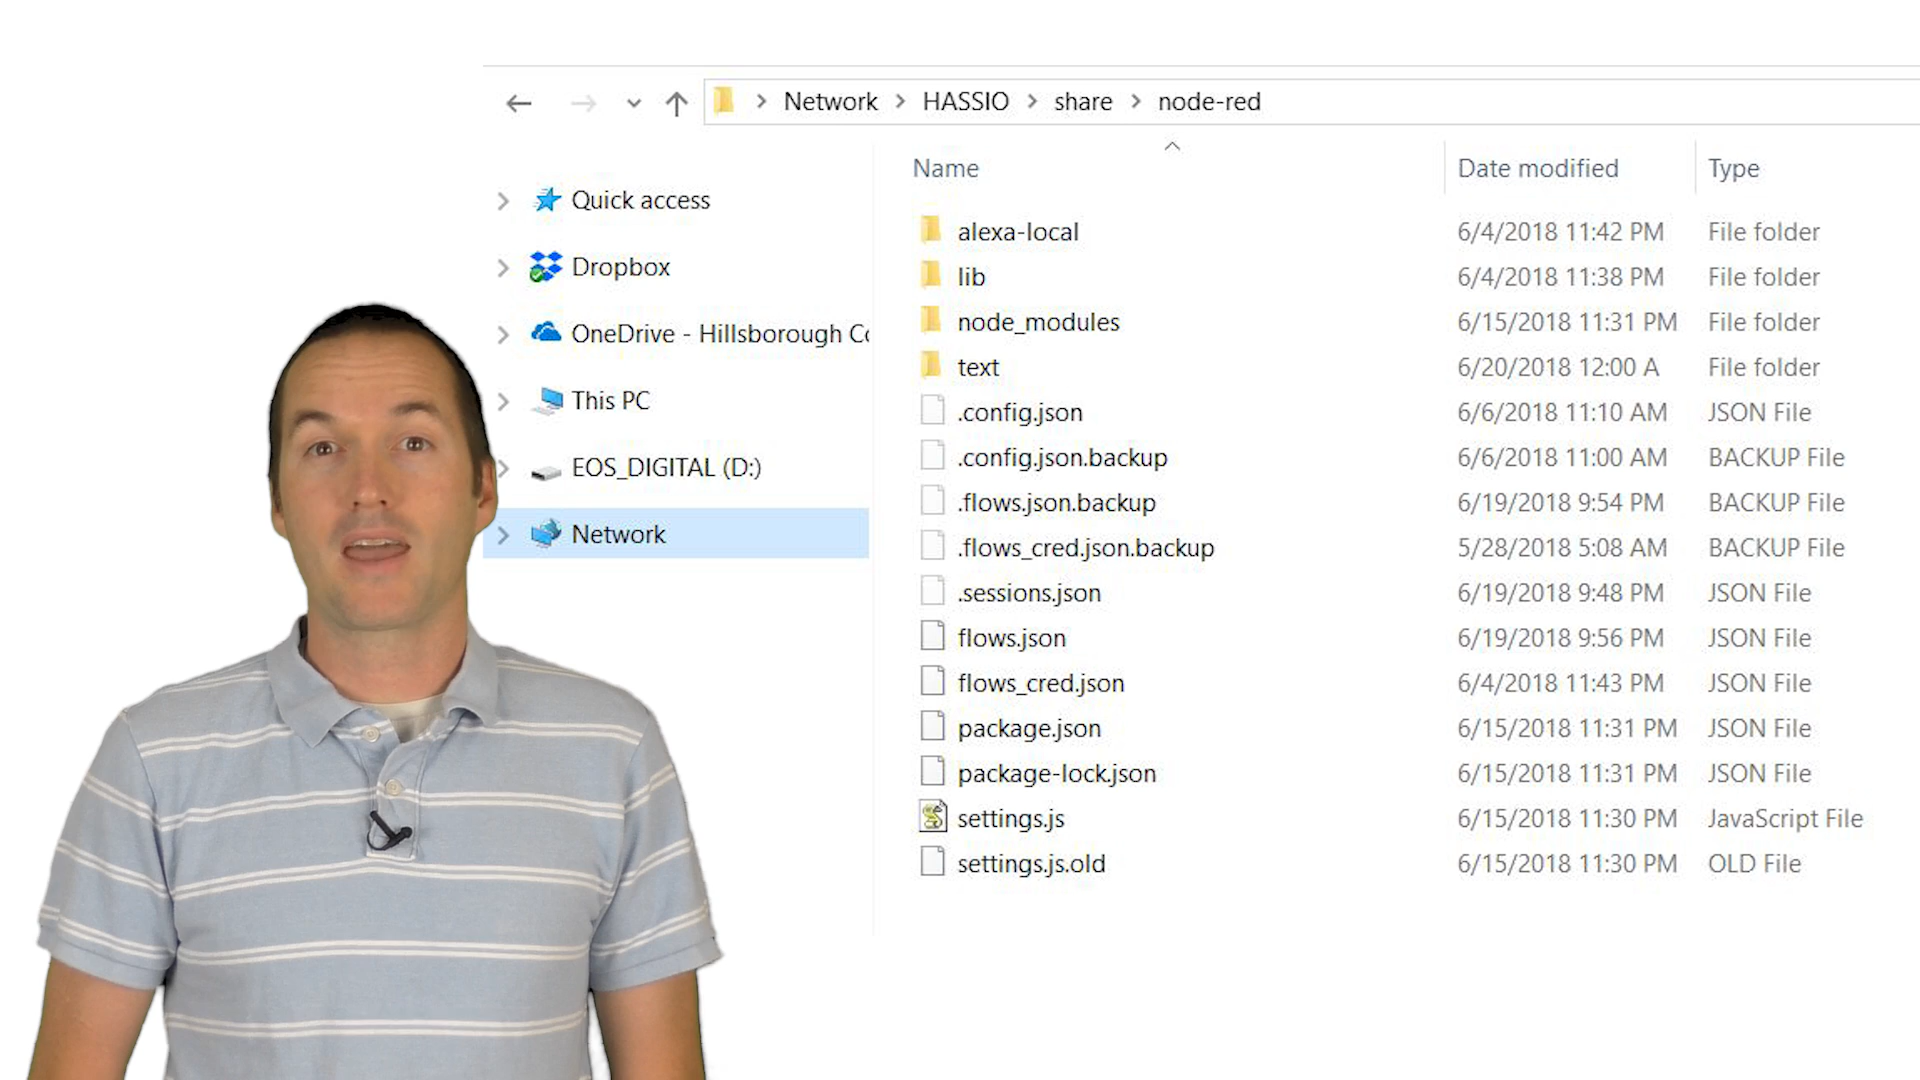 Network HASSIO share node-red
Name Date modified Type
Quick access
Dropbox
OneDrive - Hillsborough Co
This PC
EOS_DIGITAL (D:)
Network
alexa-local 6/4/2018 11:42 PM File folder
lib 6/4/2018 11:38 PM File folder
node_modules 6/15/2018 11:31 PM File folder
text 6/20/2018 12:00 A File folder
.config.json 6/6/2018 11:10 AM JSON File
.config.json.backup 6/6/2018 11:00 AM BACKUP File
.flows.json.backup 6/19/2018 9:54 PM BACKUP File
.flows_cred.json.backup 5/28/2018 5:08 AM BACKUP File
.sessions.json 6/19/2018 9:48 PM JSON File
flows.json 6/19/2018 9:56 PM JSON File
flows_cred.json 6/4/2018 11:43 PM JSON File
package.json 6/15/2018 11:31 PM JSON File
package-lock.json 6/15/2018 11:31 PM JSON File
settings.js 6/15/2018 11:30 PM JavaScript File
settings.js.old 6/15/2018 11:30 PM OLD File